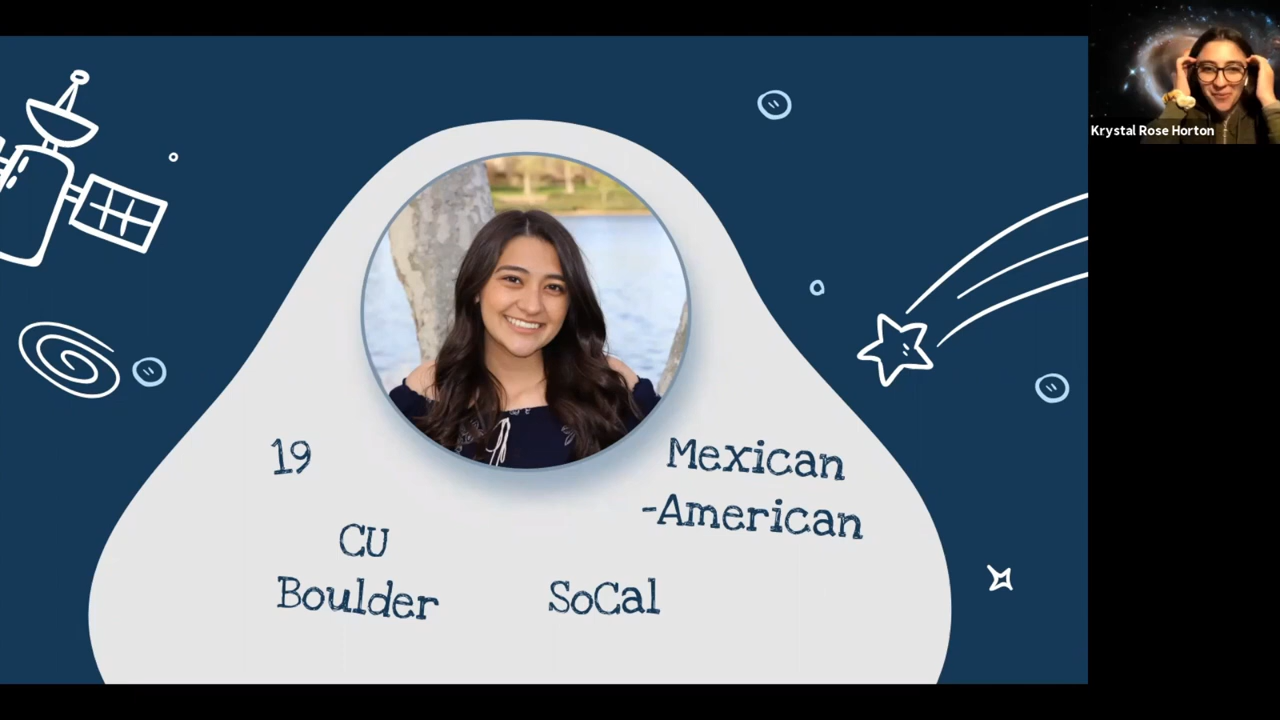 Krystal Rose Horton
19
Mexican
-American
CU
Boulder
SoCal